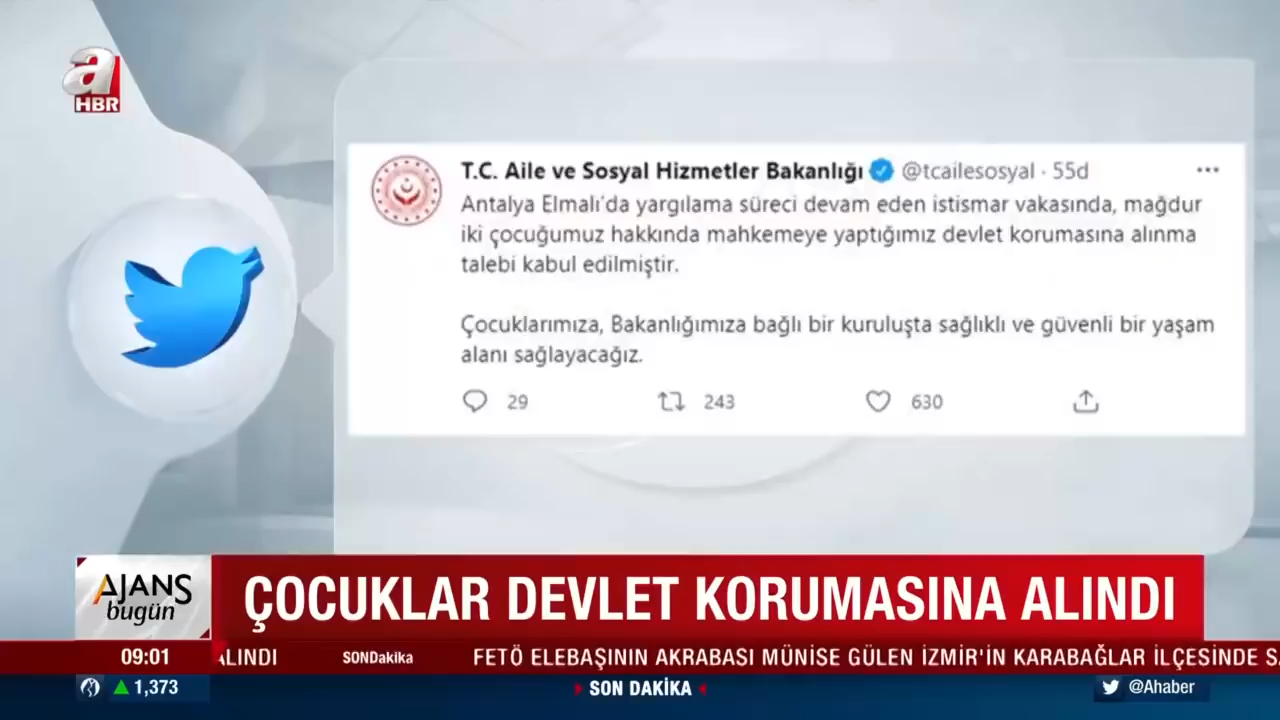 a
HBR
T.C. Aile ve Sosyal Hizmetler Bakanlığı @tcailesosyal · 55d
Antalya Elmalı'da yargılama süreci devam eden istismar vakasında, mağdur
iki çocuğumuz hakkında mahkemeye yaptığımız devlet korumasına alınma
talebi kabul edilmiştir.
Çocuklarımıza, Bakanlığımıza bağlı bir kuruluşta sağlıklı ve güvenli bir yaşam
alanı sağlayacağız.
29 243 630
AJANS
bugün
ÇOCUKLAR DEVLET KORUMASINA ALINDI
09:01 ALINDI SONDakika FETÖ ELEBAŞININ AKRABASI MÜNİSE GÜLEN İZMİR'İN KARABAĞLAR İLÇESİNDE
1,373 SON DAKİKA @Ahaber